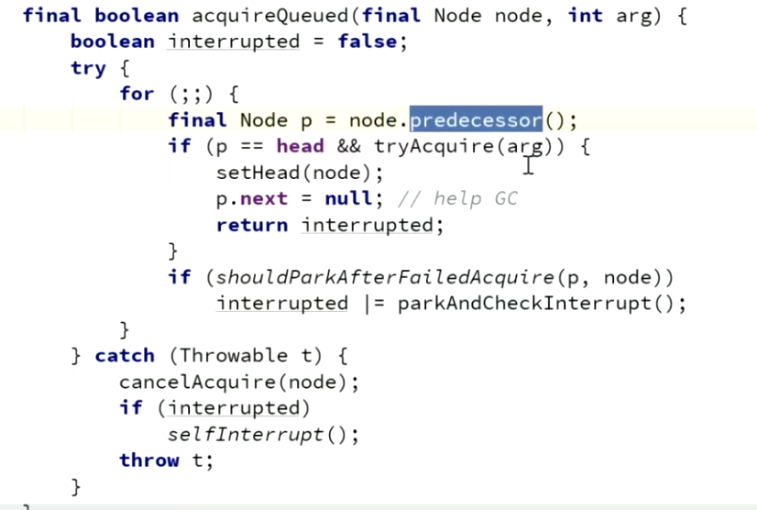 final boolean acquireQueued(final Node node, int arg) {
    boolean interrupted = false;
    try {
        for (;;) {
            final Node p = node.predecessor();
            if (p == head && tryAcquire(arg)) {
                setHead(node);
                p.next = null; // help GC
                return interrupted;
            }
            if (shouldParkAfterFailedAcquire(p, node))
                interrupted |= parkAndCheckInterrupt();
        }
    } catch (Throwable t) {
        cancelAcquire(node);
        if (interrupted)
            selfInterrupt();
        throw t;
    }